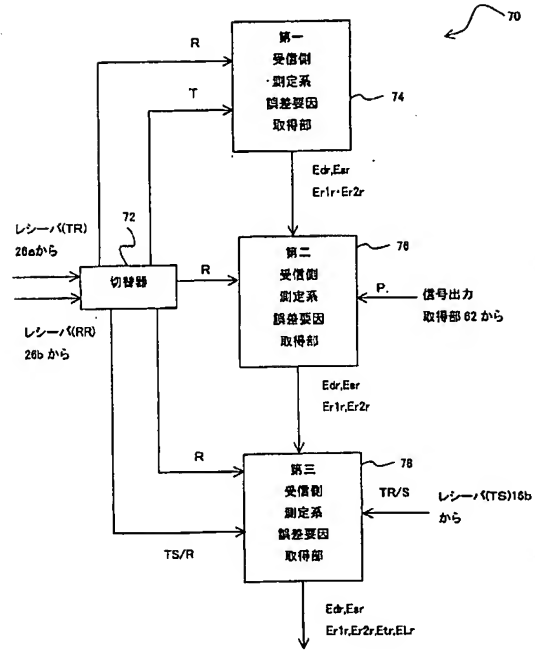 70
R
T
第一
受信側
測定系
誤差要因
取得部
74
Edr,Esr
Er1r・Er2r
72
レシーバ(TR)
26aから
切替器
レシーバ(RR)
26bから
R
第二
受信側
測定系
誤差要因
取得部
76
P.
信号出力
取得部62から
Edr,Esr
Er1r,Er2r
R
TS/R
第三
受信側
測定系
誤差要因
取得部
78
TR/S
レシーバ(TS)16b
から
Edr,Esr
Er1r,Er2r,Etr,ELr